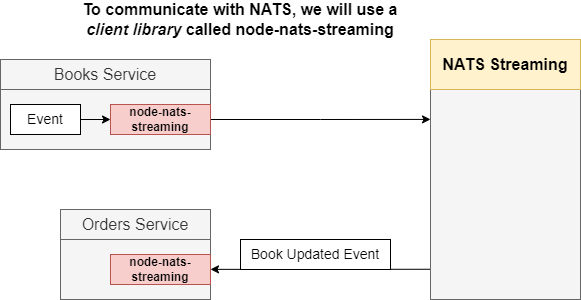 To communicate with NATS, we will use a
client library called node-nats-streaming
NATS Streaming
Books Service
Event
node-nats-
streaming
Orders Service
node-nats-
streaming
Book Updated Event